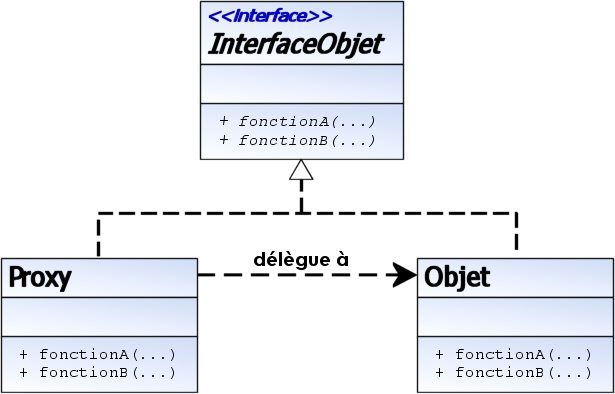 <<Interface>>
InterfaceObjet
+ fonctionA(...)
+ fonctionB(...)
délègue à
Proxy
+ fonctionA(...)
+ fonctionB(...)
Objet
+ fonctionA(...)
+ fonctionB(...)